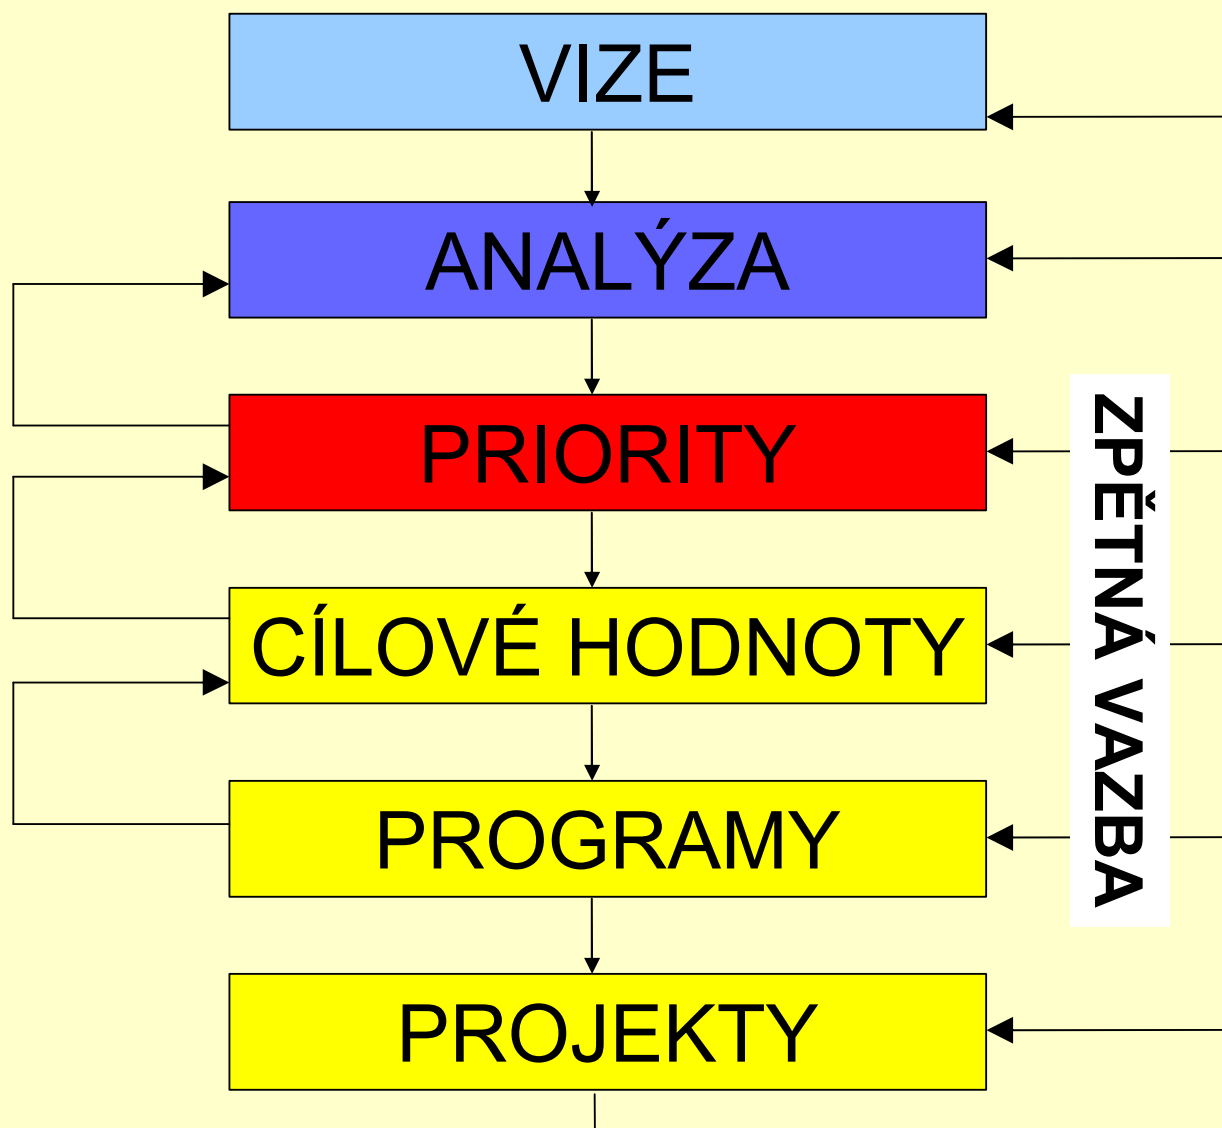 VIZE
ANALÝZA
PRIORITY
CÍLOVÉ HODNOTY
PROGRAMY
PROJEKTY
ZPĚTNÁ VAZBA